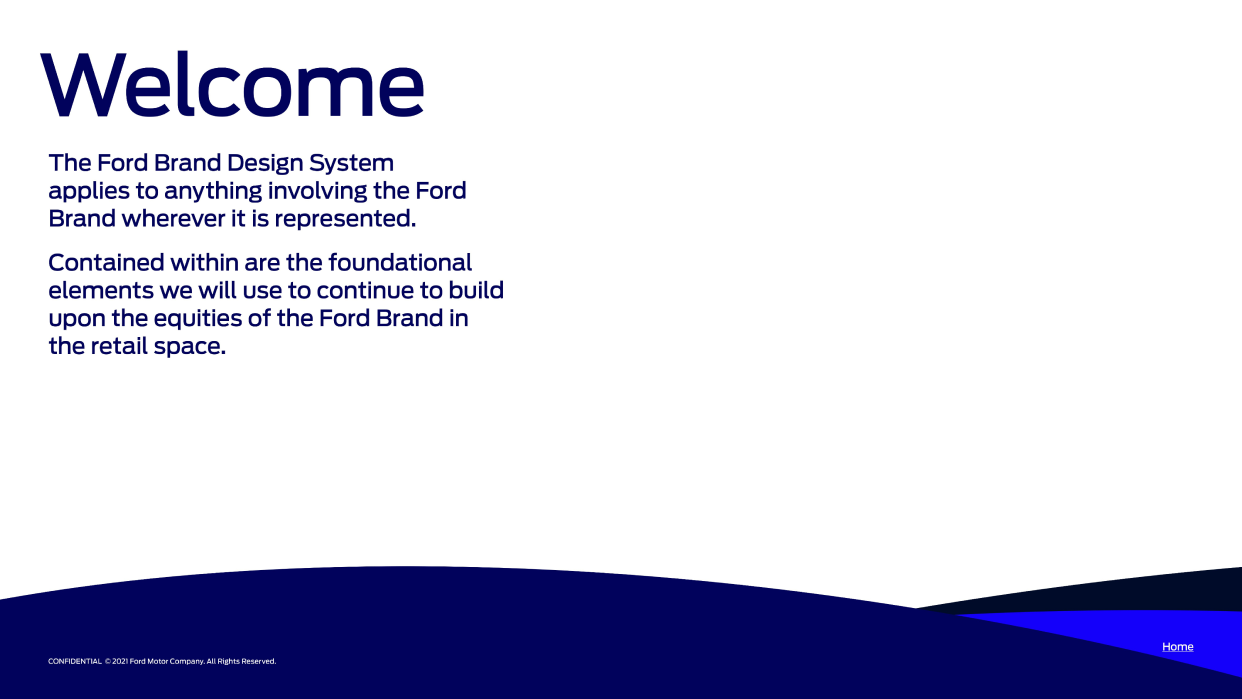 Welcome
The Ford Brand Design System
applies to anything involving the Ford
Brand wherever it is represented.
Contained within are the foundational
elements we will use to continue to build
upon the equities of the Ford Brand in
the retail space.
CONFIDENTIAL © 2021 Ford Motor Company. All Rights Reserved.
Home